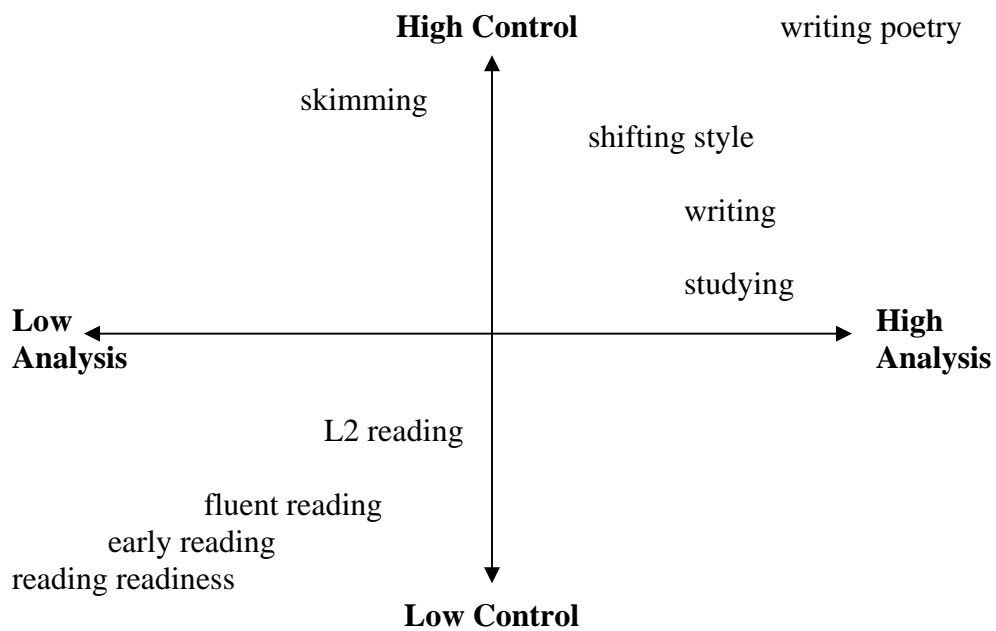 High Control
writing poetry
skimming
shifting style
writing
studying
Low
Analysis
High
Analysis
L2 reading
fluent reading
early reading
reading readiness
Low Control